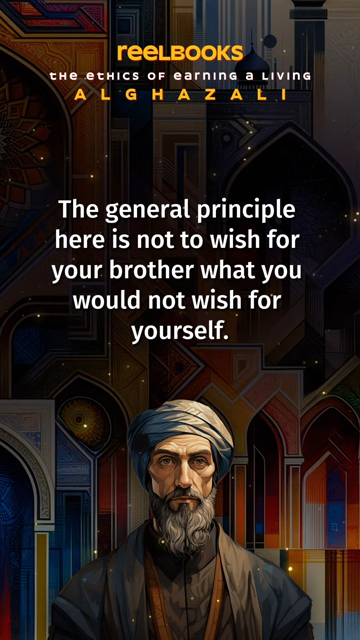 reelBOOKS
the ethics of earning a living
ALGHAZALI
The general principle
here is not to wish for
your brother what you
would not wish for
yourself.